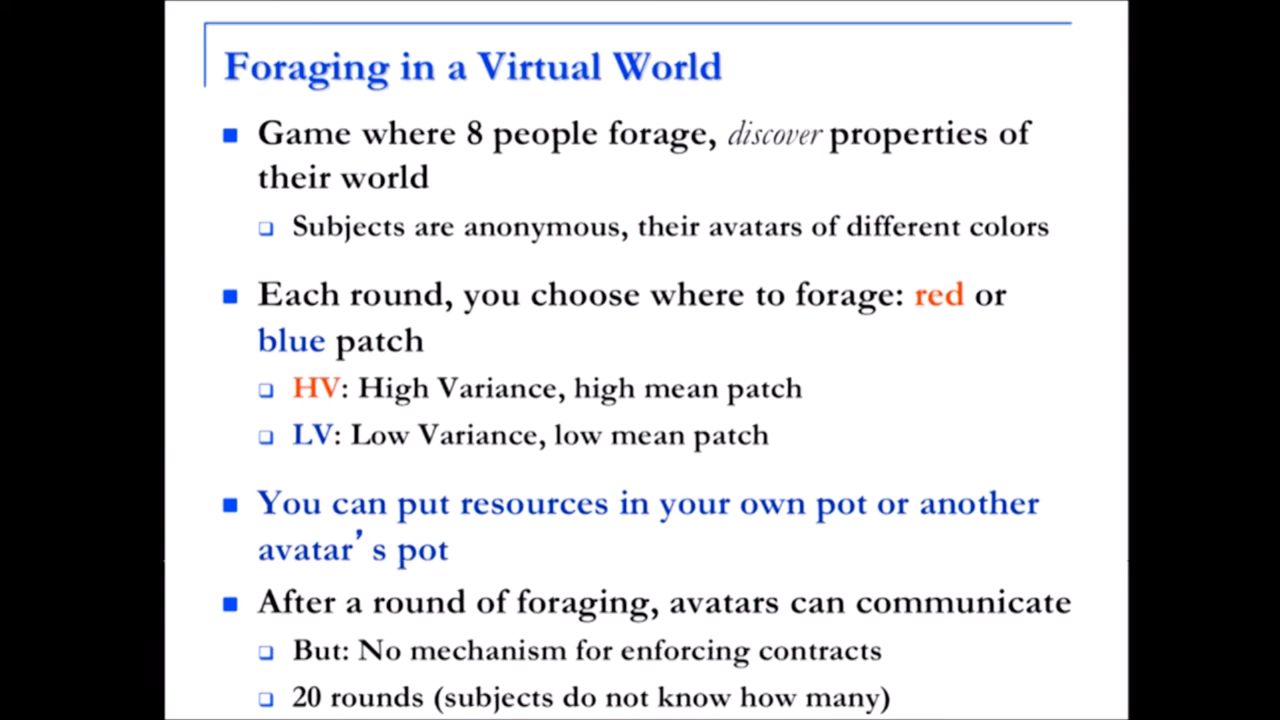 Foraging in a Virtual World
Game where 8 people forage, discover properties of
their world
Subjects are anonymous, their avatars of different colors
Each round, you choose where to forage: red or
blue patch
HV: High Variance, high mean patch
LV: Low Variance, low mean patch
You can put resources in your own pot or another
avatar’s pot
After a round of foraging, avatars can communicate
But: No mechanism for enforcing contracts
20 rounds (subjects do not know how many)